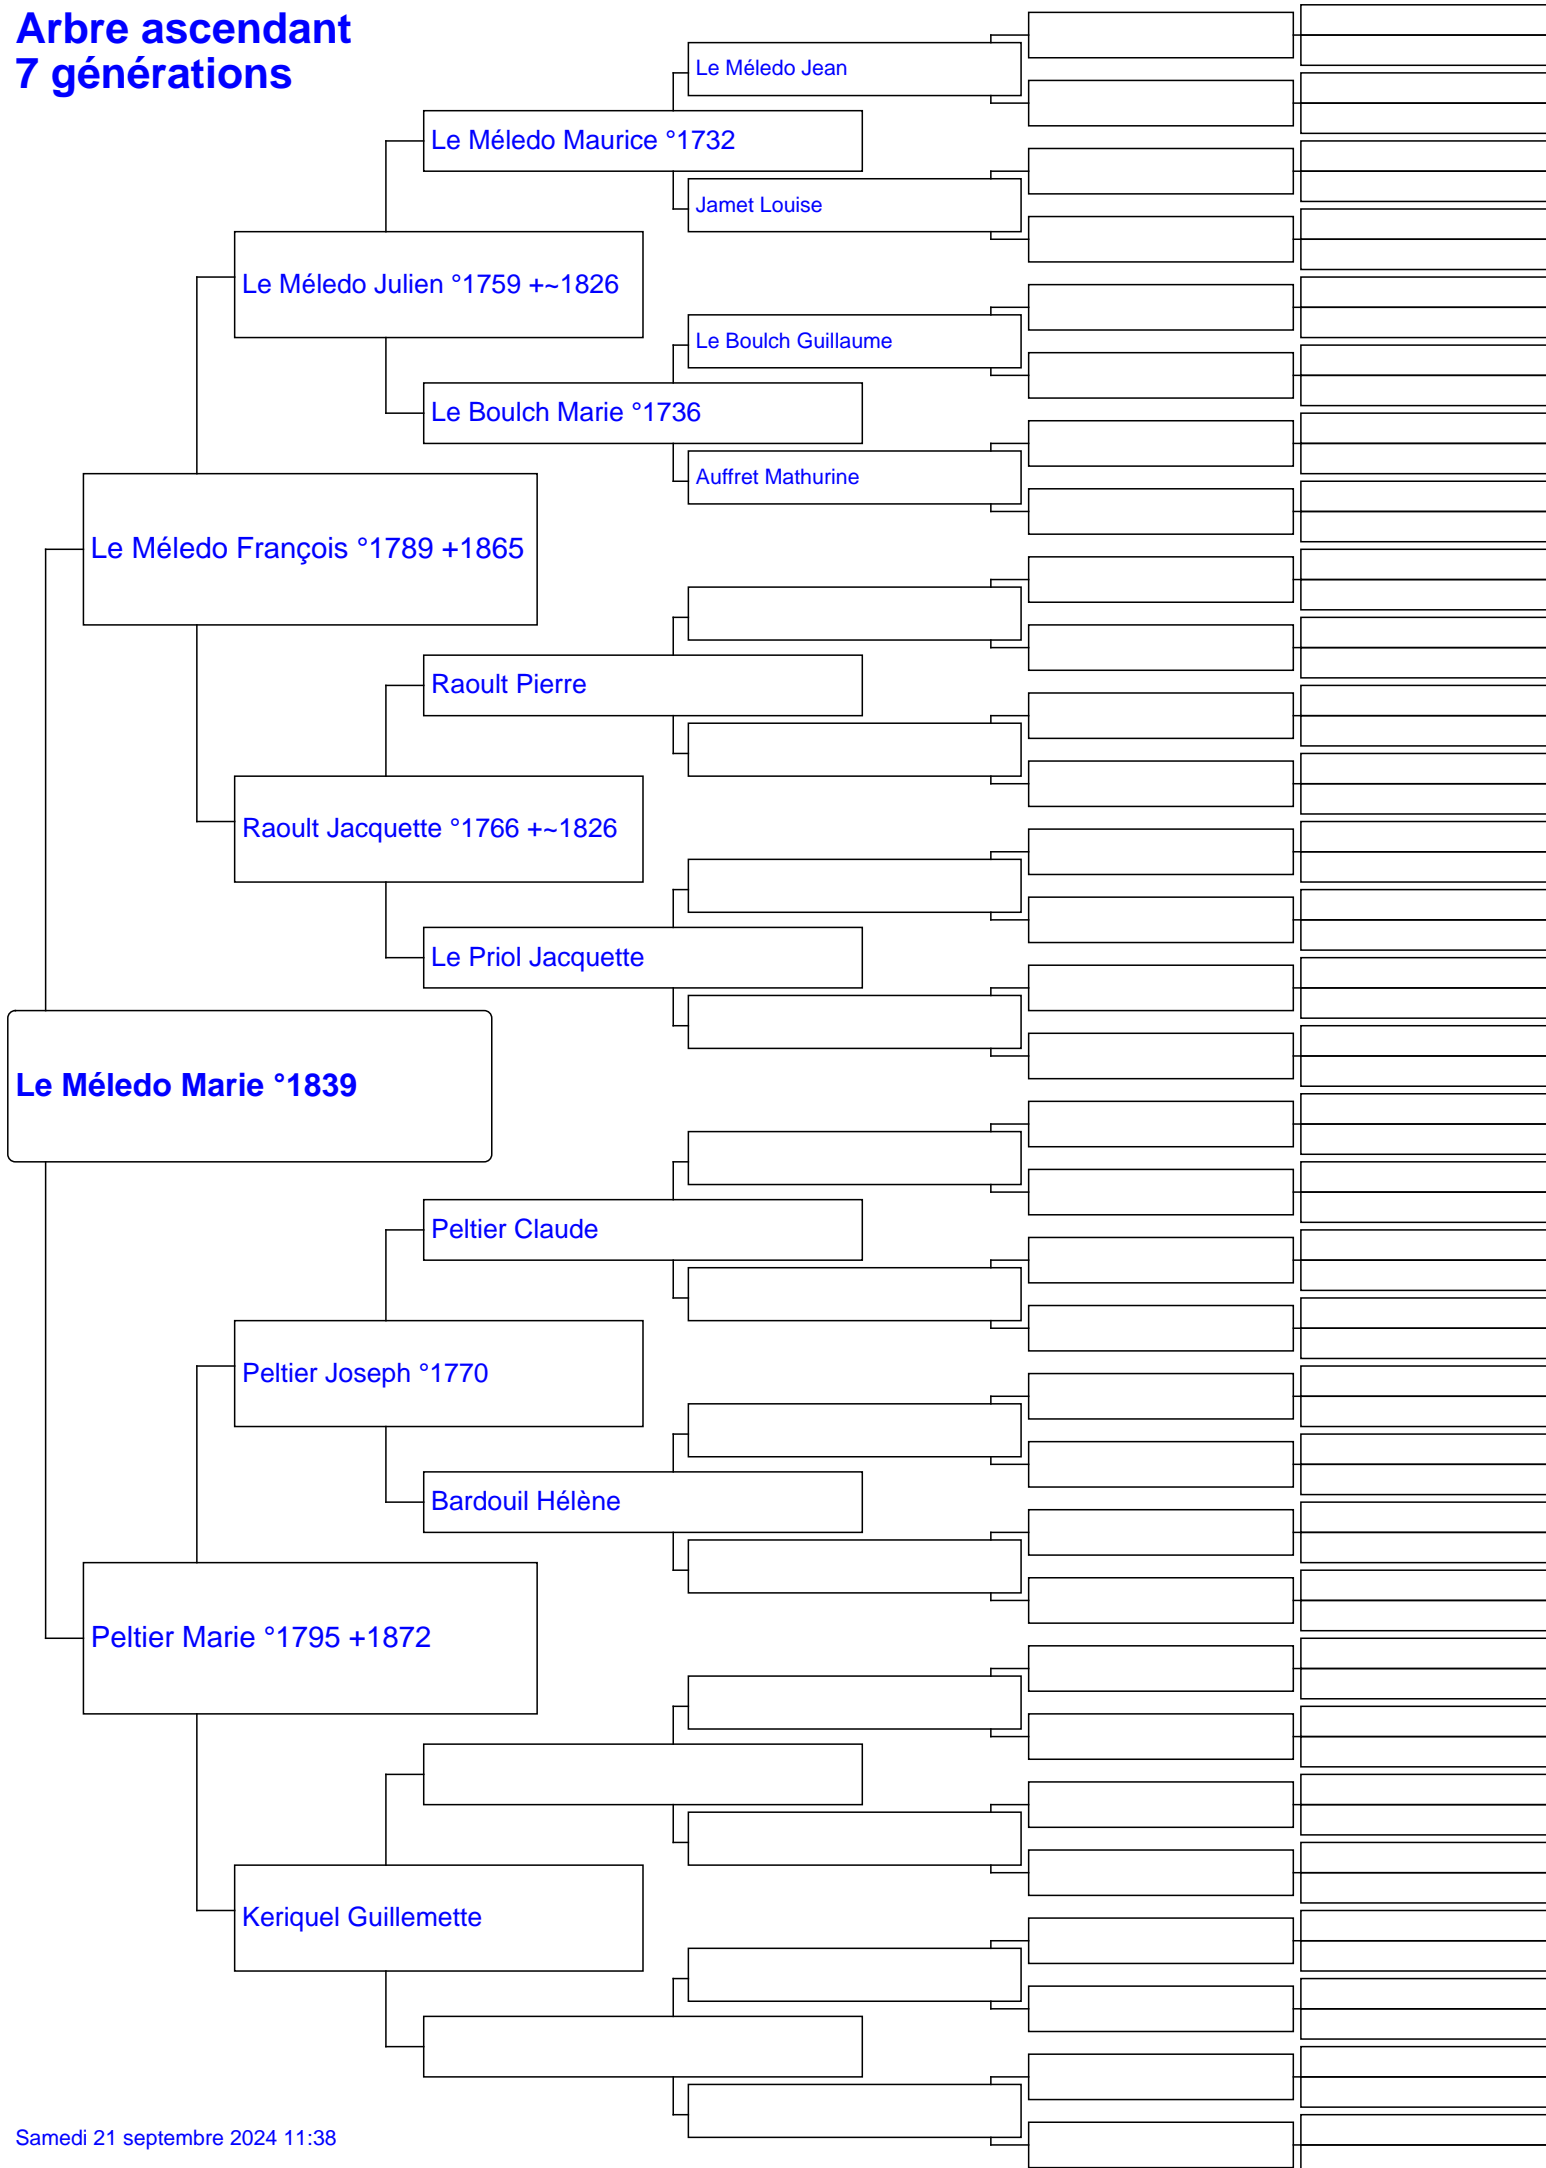 Arbre ascendant
7 générations
Le Méledo Jean
Le Méledo Maurice °1732
Jamet Louise
Le Méledo Julien °1759 +~1826
Le Boulch Guillaume
Le Boulch Marie °1736
Auffret Mathurine
Le Méledo François °1789 +1865
Raoult Pierre
Raoult Jacquette °1766 +~1826
Le Priol Jacquette
Le Méledo Marie °1839
Peltier Claude
Peltier Joseph °1770
Bardouil Hélène
Peltier Marie °1795 +1872
Keriquel Guillemette
Samedi 21 septembre 2024 11:38